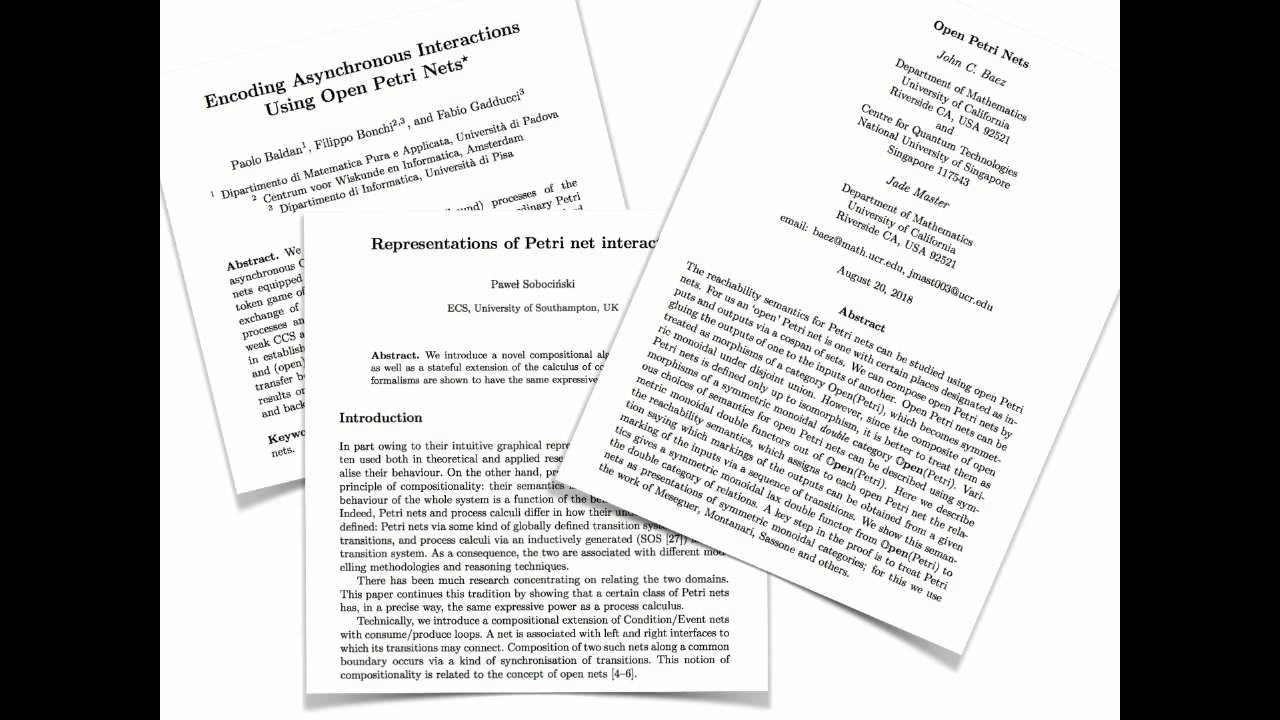 Encoding Asynchronous Interactions
Using Open Petri Nets*
Paolo Baldan1, Filippo Bonchi2,3, and Fabio Gadducci3
1 Dipartimento di Matematica Pura e Applicata, Università di Padova
2 Centrum voor Wiskunde en Informatica, Amsterdam
3 Dipartimento di Informatica, Università di Pisa
processes of the
Petri
Abstract. We
asynchronous
nets equipped
token game of
exchange of
processes an
weak CCS a
in establish
and (open)
transfer b
results o
and back
Keywo
nets.
Representations of Petri net interac
Paweł Sobociński
ECS, University of Southampton, UK
Abstract. We introduce a novel compositional alg
as well as a stateful extension of the calculus of co
formalisms are shown to have the same expressive
Introduction
In part owing to their intuitive graphical repre
ten used both in theoretical and applied rese
alise their behaviour. On the other hand, pr
principle of compositionality: their semantics
behaviour of the whole system is a function of the be
Indeed, Petri nets and process calculi differ in how their un
defined: Petri nets via some kind of globally defined transition sys
transitions, and process calculi via an inductively generated (SOS [27])
transition system. As a consequence, the two are associated with different mod
elling methodologies and reasoning techniques.
There has been much research concentrating on relating the two domains.
This paper continues this tradition by showing that a certain class of Petri nets
has, in a precise way, the same expressive power as a process calculus.
Technically, we introduce a compositional extension of Condition/Event nets
with consume/produce loops. A net is associated with left and right interfaces to
which its transitions may connect. Composition of two such nets along a common
boundary occurs via a kind of synchronisation of transitions. This notion of
compositionality is related to the concept of open nets [4–6].
Open Petri Nets
John C. Baez
Department of Mathematics
University of California
Riverside CA, USA 92521
and
Centre for Quantum Technologies
National University of Singapore
Singapore 117543
Jade Master
Department of Mathematics
University of California
Riverside CA, USA 92521
email: baez@math.ucr.edu, jmast003@ucr.edu
August 20, 2018
Abstract
The reachability semantics for Petri nets can be studied using open Petri
nets. For us an 'open' Petri net is one with certain places designated as in-
puts and outputs via a cospan of sets. We can compose open Petri nets by
gluing the outputs of one to the inputs of another. Open Petri nets can be
treated as morphisms of a category Open(Petri), which becomes symmet-
ric monoidal under disjoint union. However, since the composite of open
Petri nets is defined only up to isomorphism, it is better to treat them as
morphisms of a symmetric monoidal double category Open(Petri). Vari-
ous choices of semantics for open Petri nets can be described using sym-
metric monoidal double functors out of Open(Petri). Here we describe
the reachability semantics, which assigns to each open Petri net the rela-
tion saying which markings of the outputs can be obtained from a given
marking of the inputs via a sequence of transitions. We show this seman-
tics gives a symmetric monoidal lax double functor from Open(Petri) to
the double category of relations. A key step in the proof is to treat Petri
nets as presentations of symmetric monoidal categories; for this we use
the work of Meseguer, Montanari, Sassone and others.